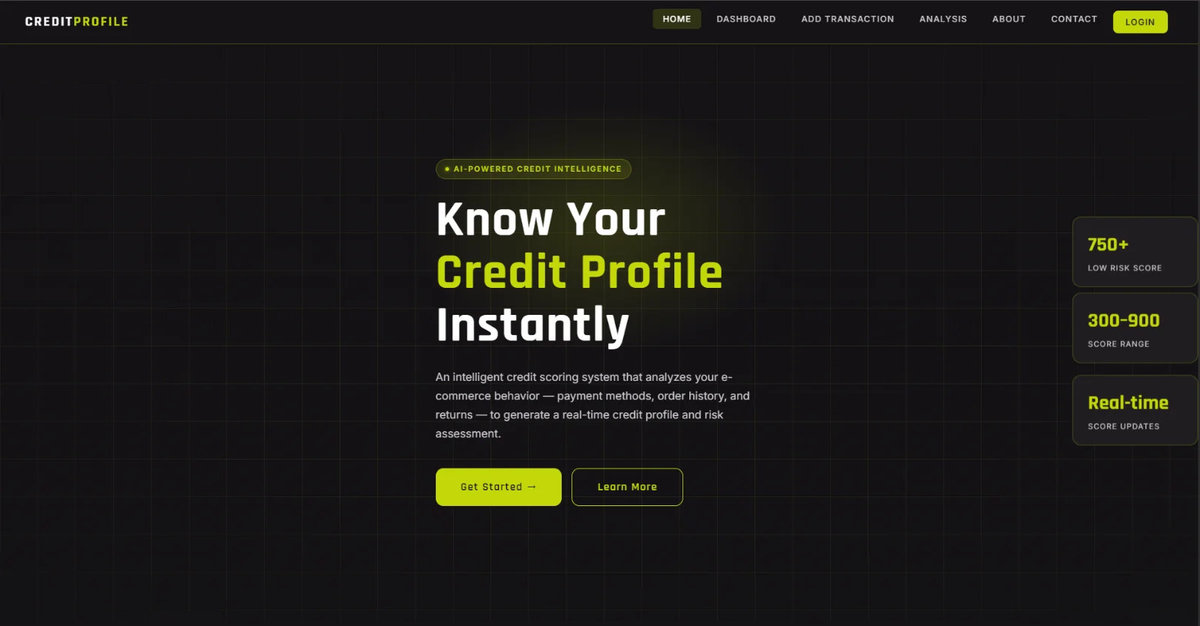 CREDITPROFILE
HOME DASHBOARD ADD TRANSACTION ANALYSIS ABOUT CONTACT LOGIN
AI-POWERED CREDIT INTELLIGENCE
Know Your
Credit Profile
Instantly
An intelligent credit scoring system that analyzes your e-
commerce behavior — payment methods, order history, and
returns — to generate a real-time credit profile and risk
assessment.
Get Started →
Learn More
750+
LOW RISK SCORE
300–900
SCORE RANGE
Real-time
SCORE UPDATES